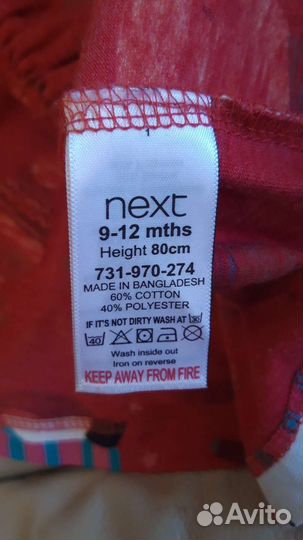 1
next
9-12 mths
Height 80cm
731-970-274
MADE IN BANGLADESH
60% COTTON
40% POLYESTER
IF IT'S NOT DIRTY WASH AT 30
40
Wash inside out
Iron on reverse
KEEP AWAY FROM FIRE
Avito